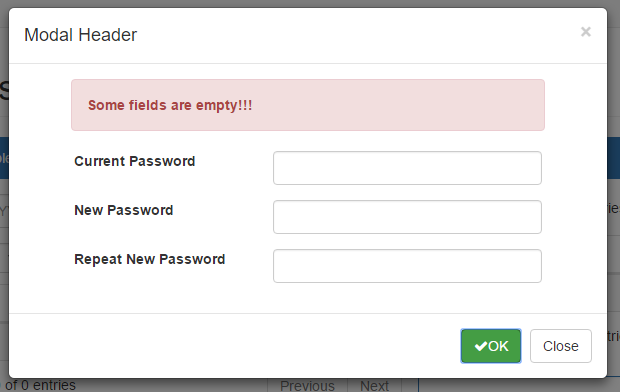 Modal Header
×
Some fields are empty!!!
Current Password
New Password
Repeat New Password
OK
Close
of 0 entries
Previous
Next